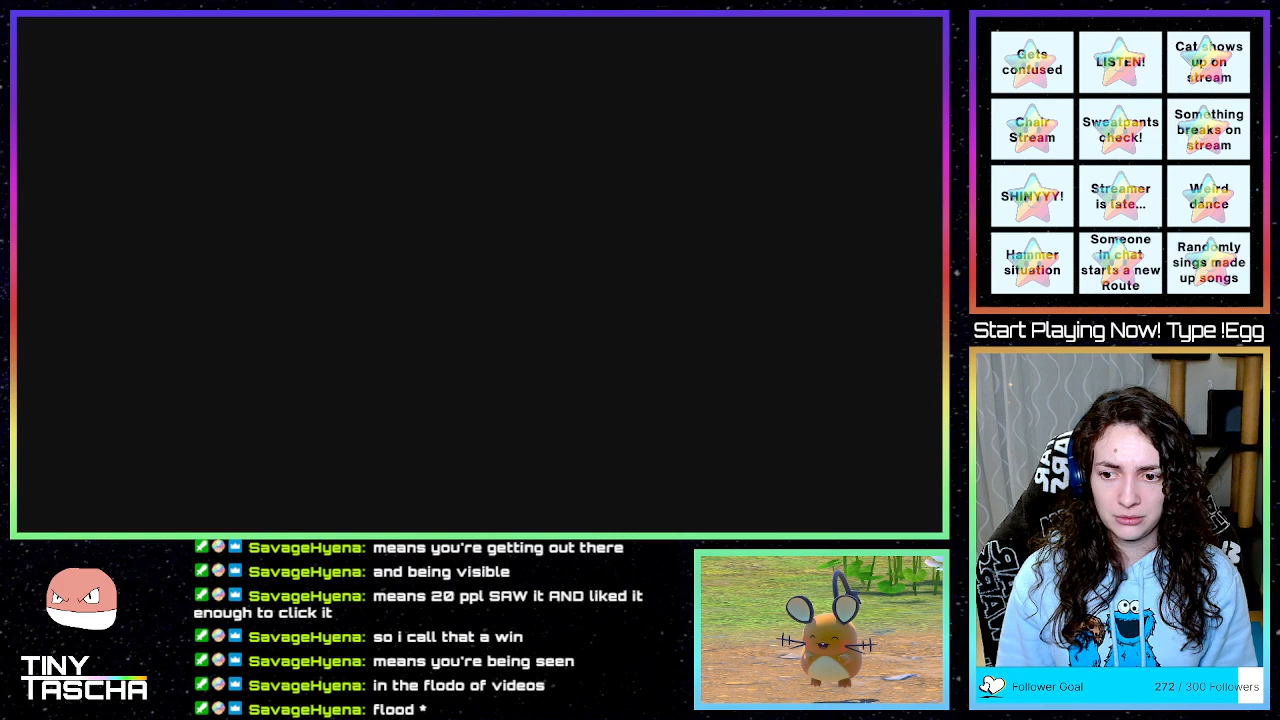 Gets
confused
LISTEN!
Cat shows
up on
stream
Chair
Stream
Sweatpants
check!
Something
breaks on
stream
SHINYYY!
Streamer
is late...
Weird
dance
Hammer
situation
Someone
in chat
starts a new
Route
Randomly
sings made
up songs
Start Playing Now! Type !Egg
SavageHyena: means you're getting out there
SavageHyena: and being visible
SavageHyena: means 20 ppl SAW it AND liked it
enough to click it
SavageHyena: so i call that a win
SavageHyena: means you're being seen
SavageHyena: in the flodo of videos
SavageHyena: flood *
TINY
TASCHA
Follower Goal
272 / 300 Followers